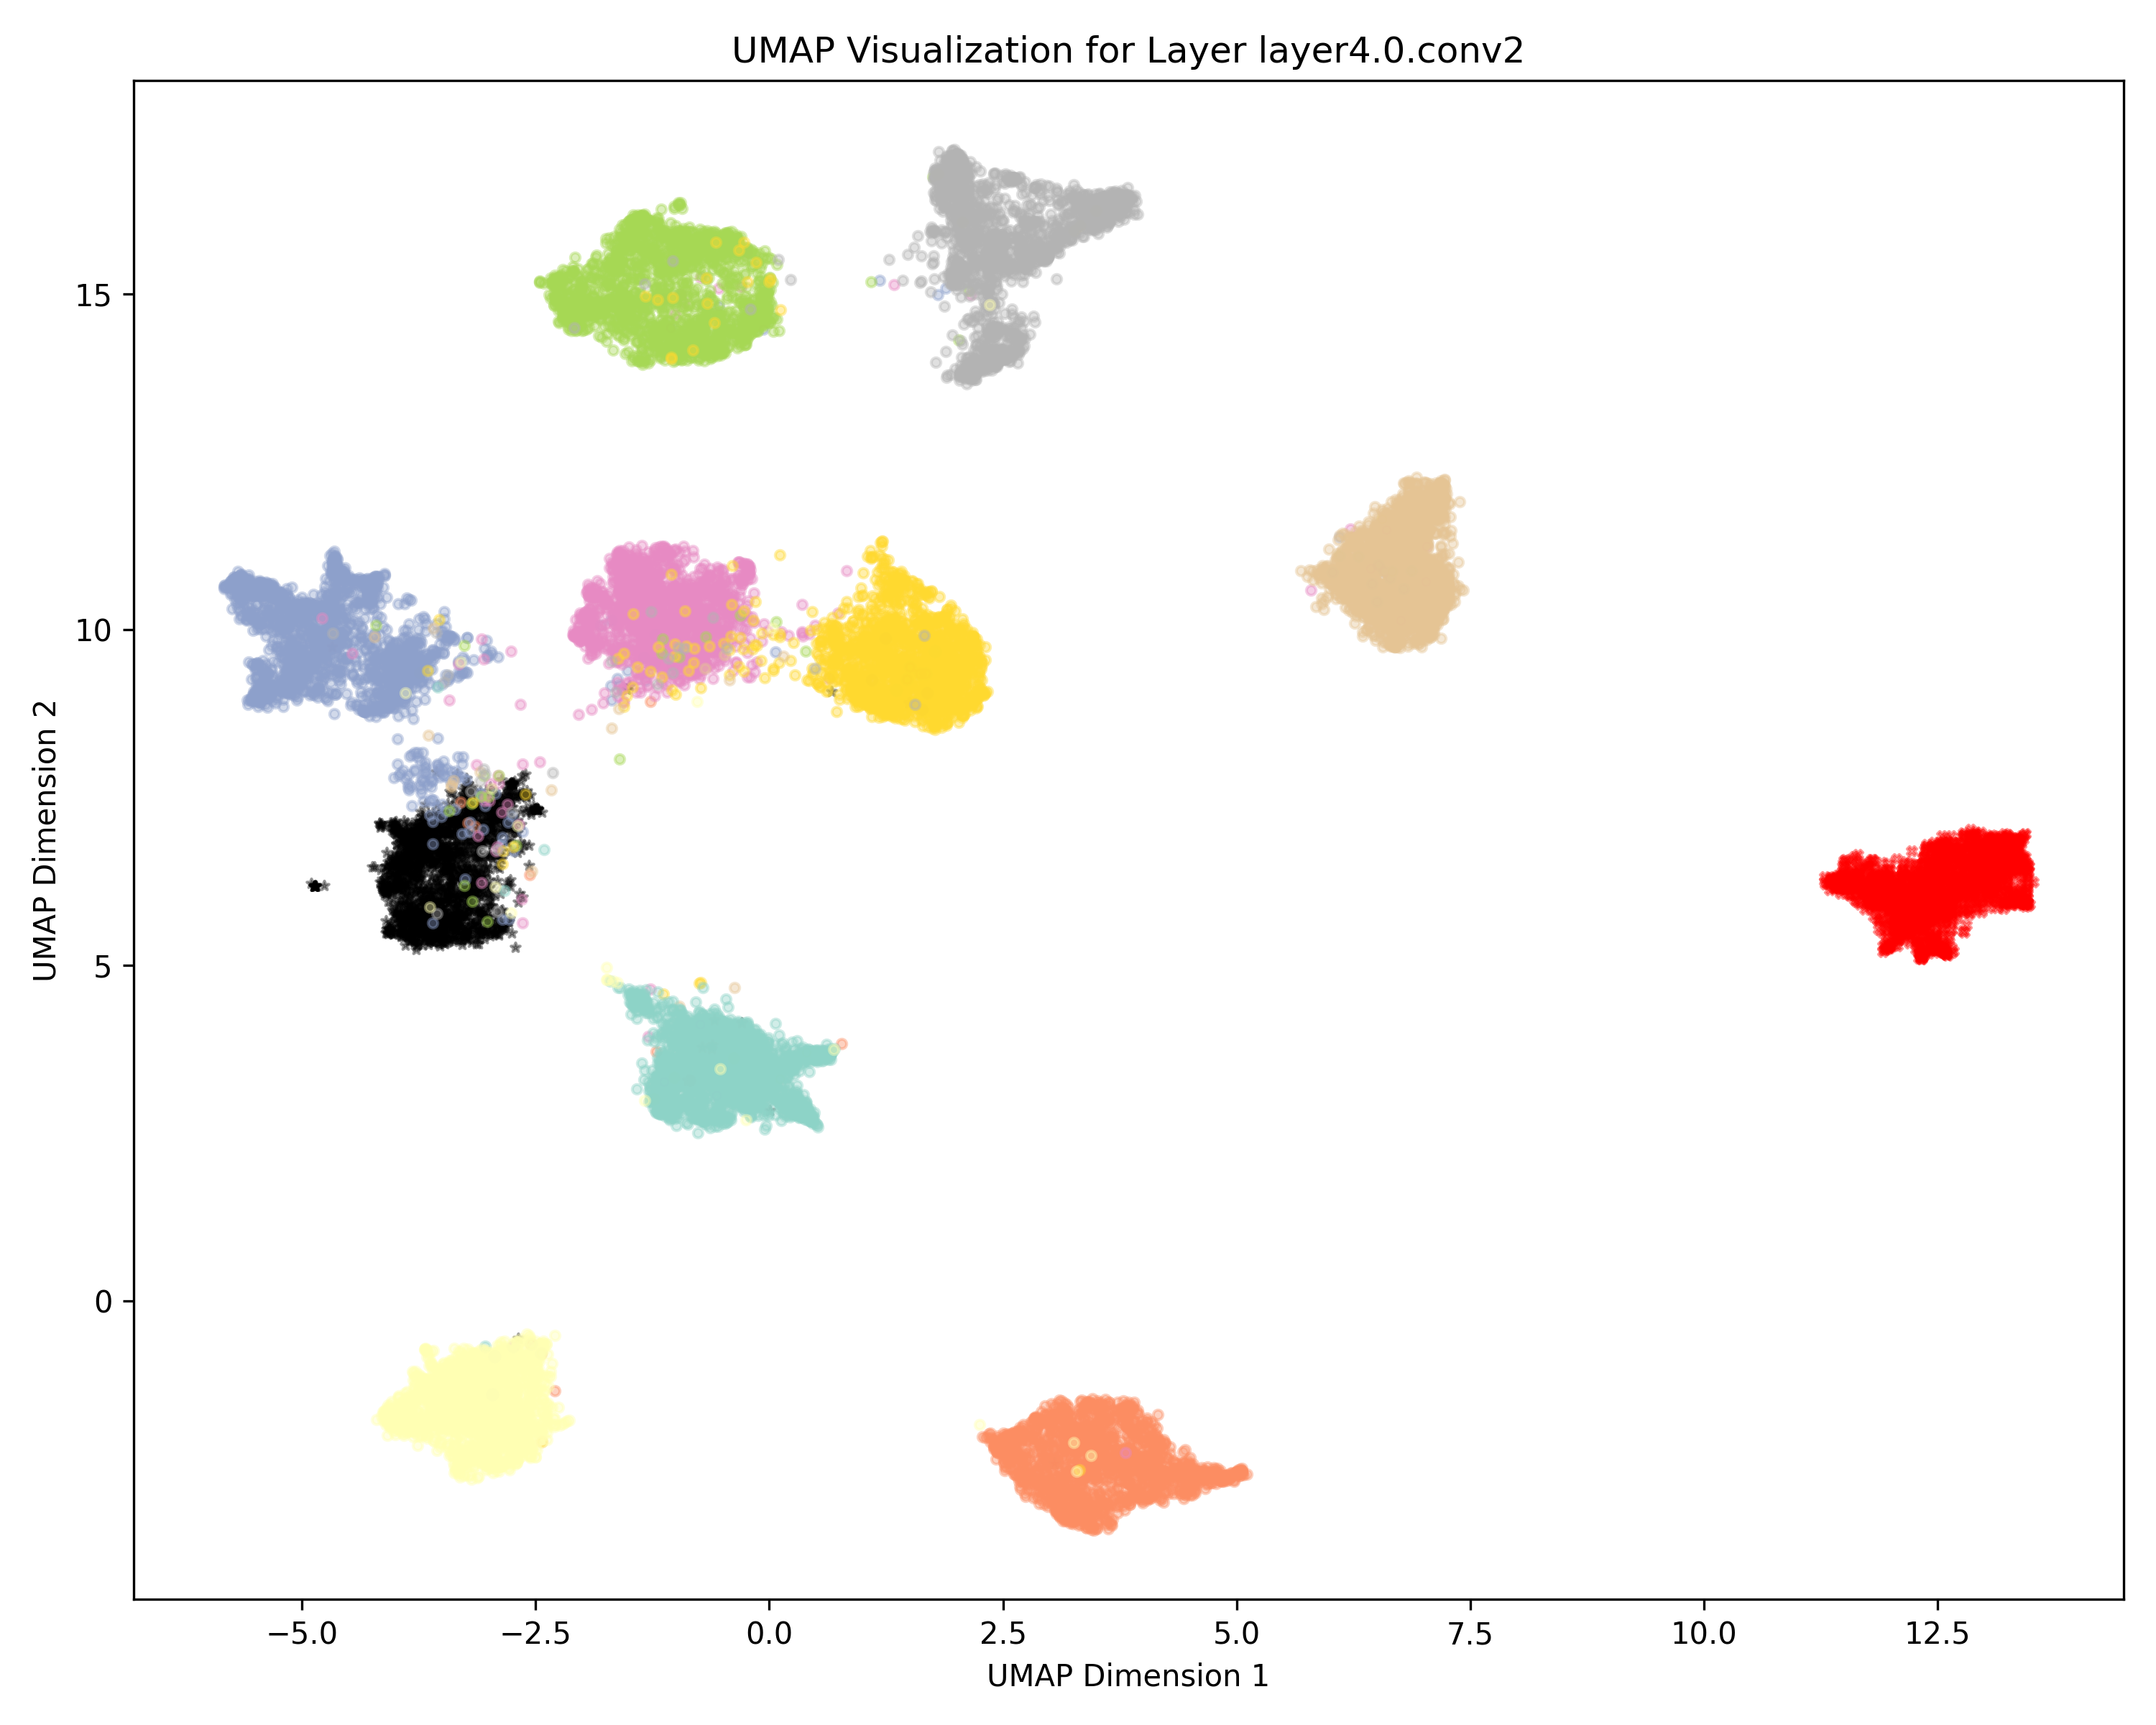 UMAP Visualization for Layer layer4.0.conv2
UMAP Dimension 2
15
10
5
0
−5.0 −2.5 0.0 2.5 5.0 7.5 10.0 12.5
UMAP Dimension 1